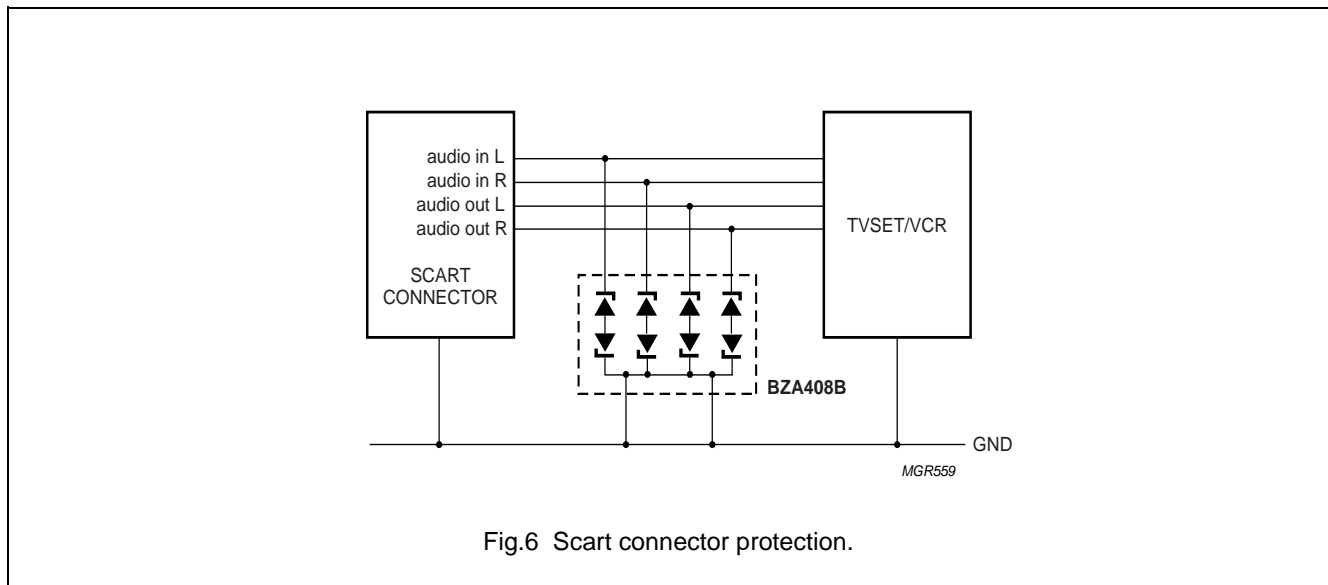 audio in L
audio in R
audio out L
audio out R
SCART
CONNECTOR
TVSET/VCR
BZA408B
GND
MGR559
Fig.6 Scart connector protection.